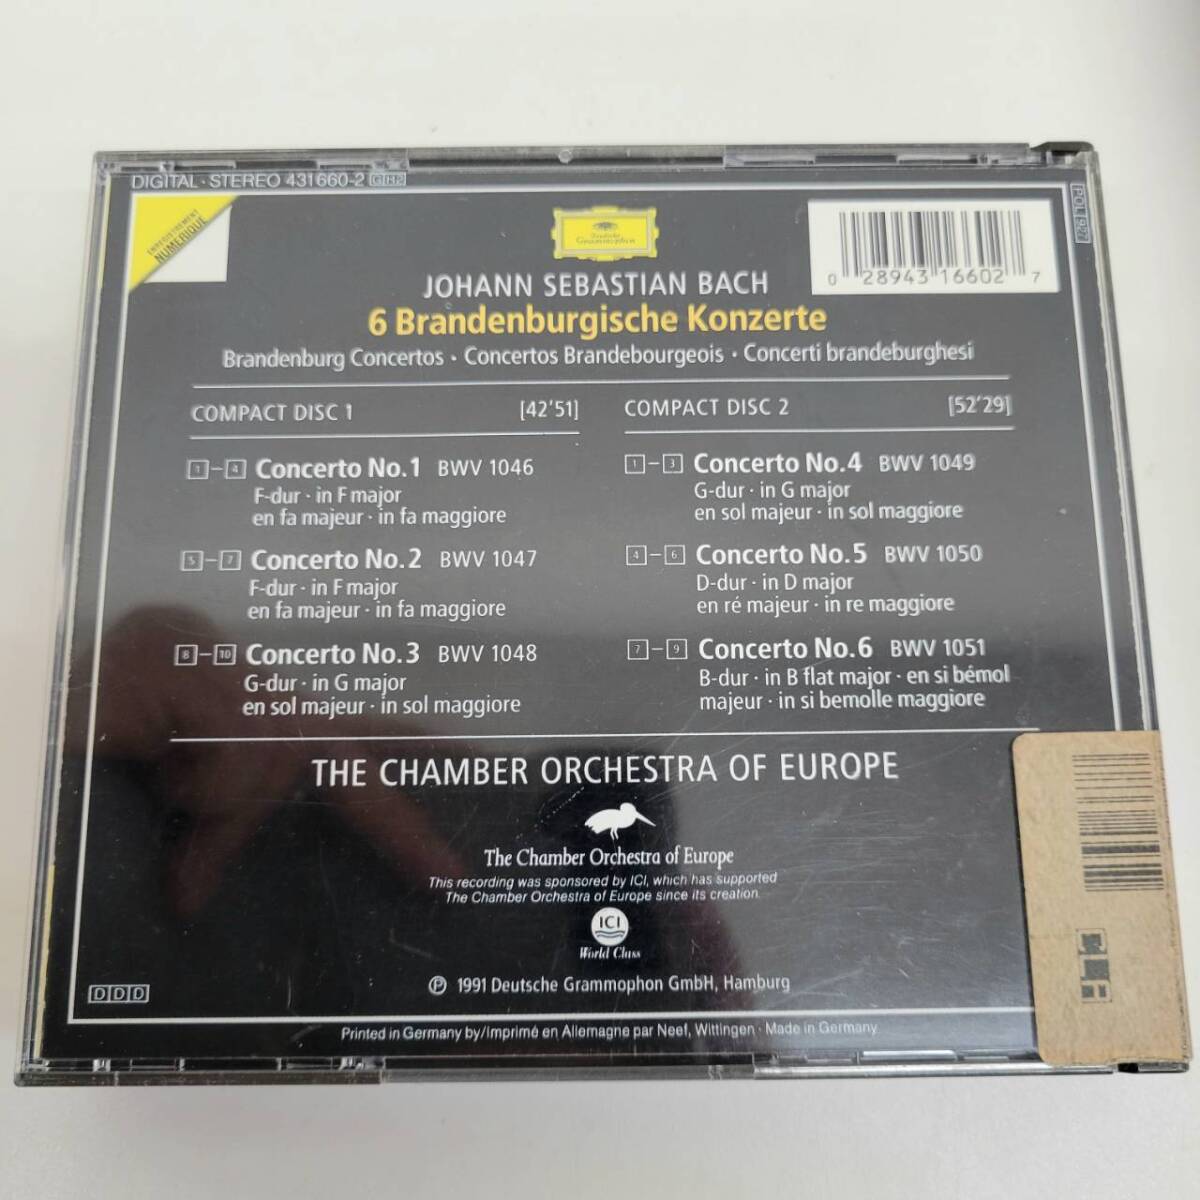 DIGITAL · STEREO 431660-2 GH2
ENREGISTREMENT
NUMÉRIQUE
Deutsche
Grammophon
POL 927
0 28943 16602 7
JOHANN SEBASTIAN BACH
6 Brandenburgische Konzerte
Brandenburg Concertos · Concertos Brandebourgeois · Concerti brandeburghesi
COMPACT DISC 1 [42'51]
1–4 Concerto No.1 BWV 1046
F-dur · in F major
en fa majeur · in fa maggiore
5–7 Concerto No.2 BWV 1047
F-dur · in F major
en fa majeur · in fa maggiore
8–10 Concerto No.3 BWV 1048
G-dur · in G major
en sol majeur · in sol maggiore
COMPACT DISC 2 [52'29]
1–3 Concerto No.4 BWV 1049
G-dur · in G major
en sol majeur · in sol maggiore
4–6 Concerto No.5 BWV 1050
D-dur · in D major
en ré majeur · in re maggiore
7–9 Concerto No.6 BWV 1051
B-dur · in B flat major · en si bémol
majeur · in si bemolle maggiore
THE CHAMBER ORCHESTRA OF EUROPE
The Chamber Orchestra of Europe
This recording was sponsored by ICI, which has supported
The Chamber Orchestra of Europe since its creation.
ICI
World Class
℗ 1991 Deutsche Grammophon GmbH, Hamburg
DDD
Printed in Germany by/Imprimé en Allemagne par Neef, Wittingen · Made in Germany